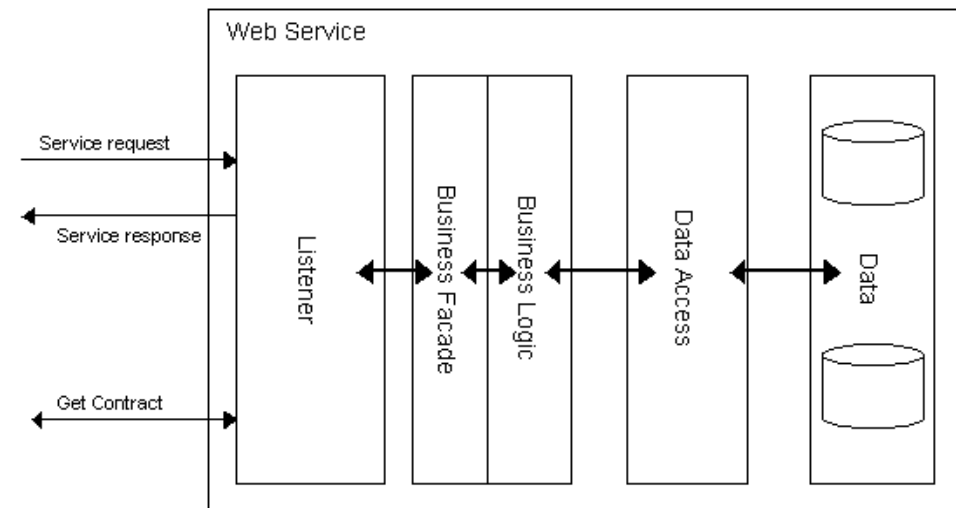 Web Service
Service request
Service response
Get Contract
Listener
Business Facade
Business Logic
Data Access
Data